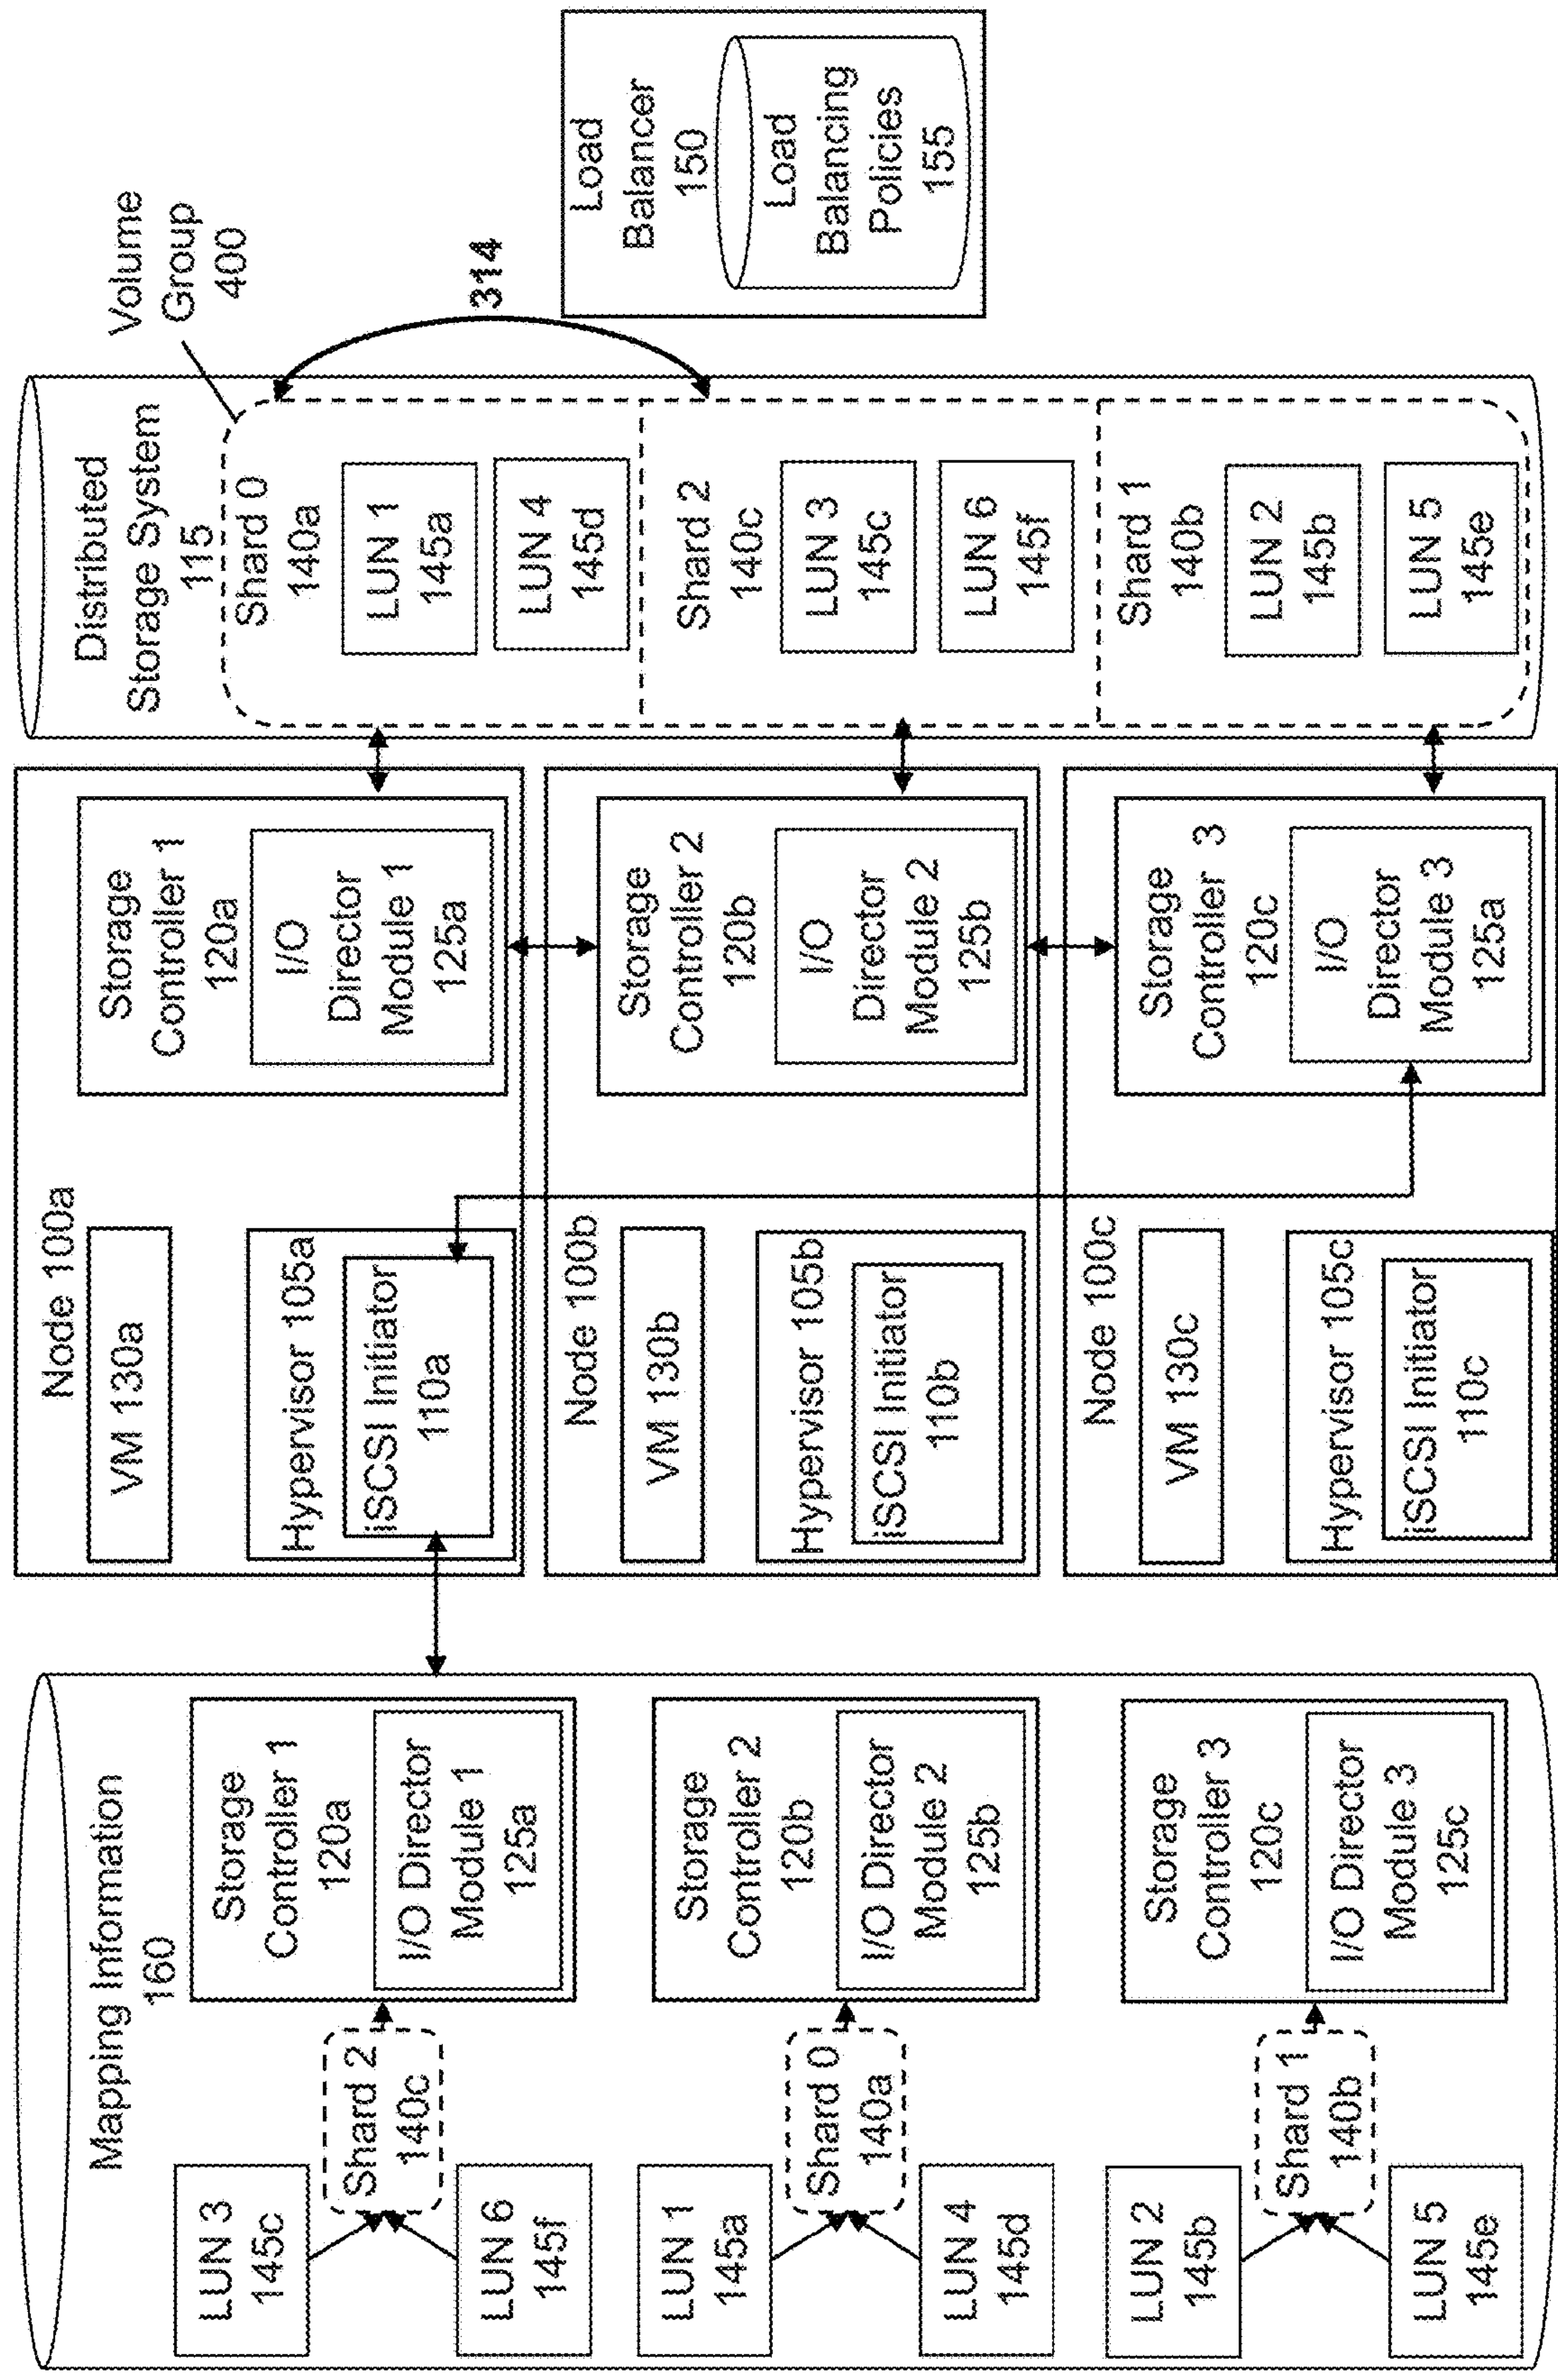 Mapping Information
160
LUN 3
145c
LUN 6
145f
Shard 2
140c
Storage
Controller 1
120a
I/O Director
Module 1
125a
LUN 1
145a
LUN 4
145d
Shard 0
140a
Storage
Controller 2
120b
I/O Director
Module 2
125b
LUN 2
145b
LUN 5
145e
Shard 1
140b
Storage
Controller 3
120c
I/O Director
Module 3
125c
Node 100a
VM 130a
Hypervisor 105a
iSCSI Initiator
110a
Storage
Controller 1
120a
I/O
Director
Module 1
125a
Node 100b
VM 130b
Hypervisor 105b
iSCSI Initiator
110b
Storage
Controller 2
120b
I/O
Director
Module 2
125b
Node 100c
VM 130c
Hypervisor 105c
iSCSI Initiator
110c
Storage
Controller 3
120c
I/O
Director
Module 3
125a
Distributed
Storage System
115
Shard 0
140a
LUN 1
145a
LUN 4
145d
Shard 2
140c
LUN 3
145c
LUN 6
145f
Shard 1
140b
LUN 2
145b
LUN 5
145e
Volume
Group
400
314
Load
Balancer
150
Load
Balancing
Policies
155